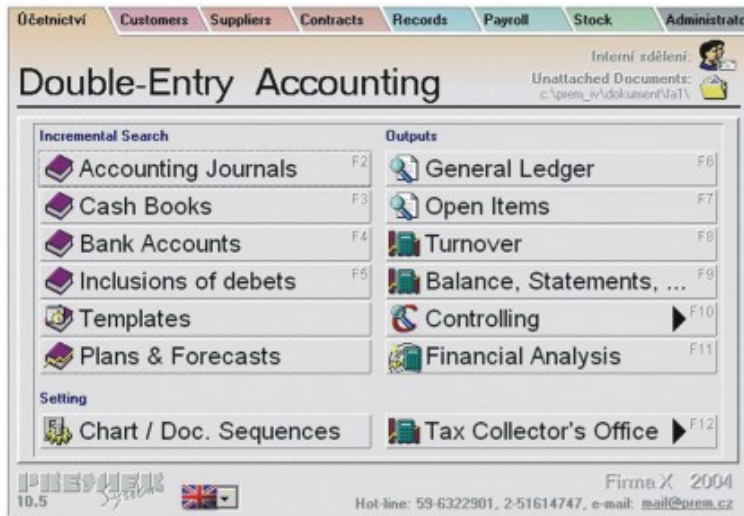 Účetnictví Customers Suppliers Contracts Records Payroll Stock Administrato
Interní sdělení:
Double-Entry Accounting
Unattached Documents:
c:\prem_iv\dokument\fa1\
Incremental Search
Accounting Journals F2
Cash Books F3
Bank Accounts F4
Inclusions of debets F5
Templates
Plans & Forecasts
Outputs
General Ledger F6
Open Items F7
Turnover F8
Balance, Statements, ... F9
Controlling F10
Financial Analysis F11
Setting
Chart / Doc. Sequences
Tax Collector's Office F12
10.5
Firma X 2004
Hot-line: 59-6322901, 2-51614747, e-mail: mail@prem.cz